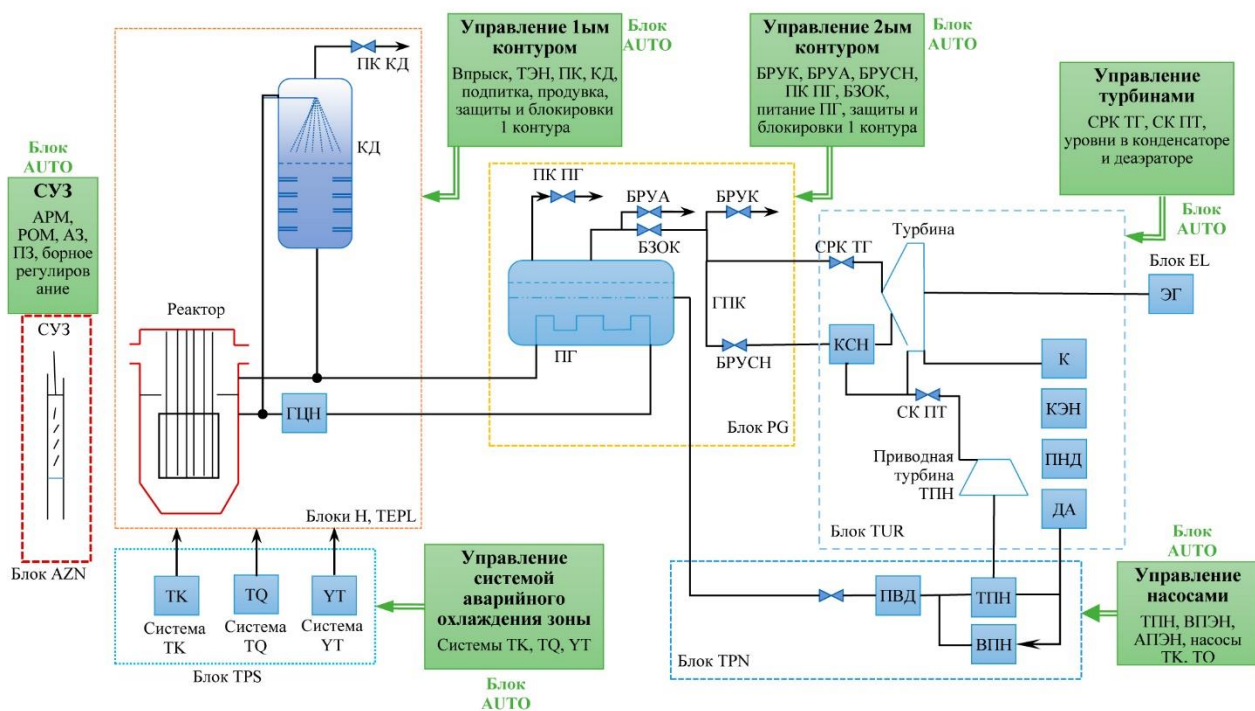 Управление 1ым
контуром
Впрыск, ТЭН, ПК, КД,
подпитка, продувка,
защиты и блокировки
1 контура
Блок
AUTO
Управление 2ым
контуром
БРУК, БРУА, БРУСН,
ПК ПГ, БЗОК,
питание ПГ, защиты и
блокировки 1 контура
Блок
AUTO
Управление
турбинами
СРК ТГ, СК ПТ,
уровни в конденсаторе
и деаэраторе
Блок
AUTO
Блок
AUTO
СУЗ
АРМ,
РОМ, АЗ,
ПЗ, борное
регулиров
ание
СУЗ
Блок AZN
ПК КД
КД
Реактор
ГЦН
Блоки H, TEPL
ПК ПГ
БРУА
БРУК
БЗОК
ГПК
ПГ
БРУСН
Блок PG
СРК ТГ
Турбина
КСН
СК ПТ
Приводная
турбина
ТПН
Блок TUR
Блок EL
ЭГ
К
КЭН
ПНД
ДА
TK
TQ
YT
Система
TK
Система
TQ
Система
YT
Блок TPS
Управление
системой
аварийного
охлаждения зоны
Системы TK, TQ, YT
Блок
AUTO
ПВД
ТПН
ВПН
Блок TPN
Блок
AUTO
Управление
насосами
ТПН, ВПЭН,
АПЭН, насосы
TK, TQ